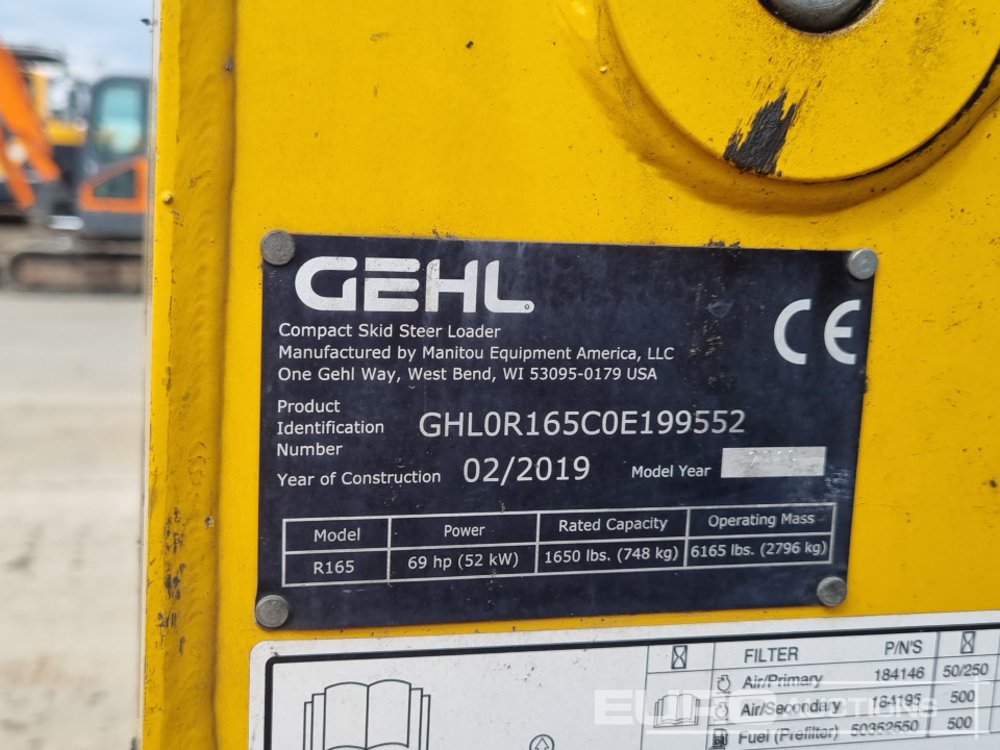 GEHL
Compact Skid Steer Loader
Manufactured by Manitou Equipment America, LLC
One Gehl Way, West Bend, WI 53095-0179 USA
CE
Product
Identification
Number
GHL0R165C0E199552
Year of Construction 02/2019 Model Year
Model Power Rated Capacity Operating Mass
R165 69 hp (52 kW) 1650 lbs. (748 kg) 6165 lbs. (2796 kg)
FILTER P/N'S
Air/Primary 184146 50/250
Air/Secondary 184195 500
Fuel (Prefilter) 50352550 500
EURO AUCTIONS